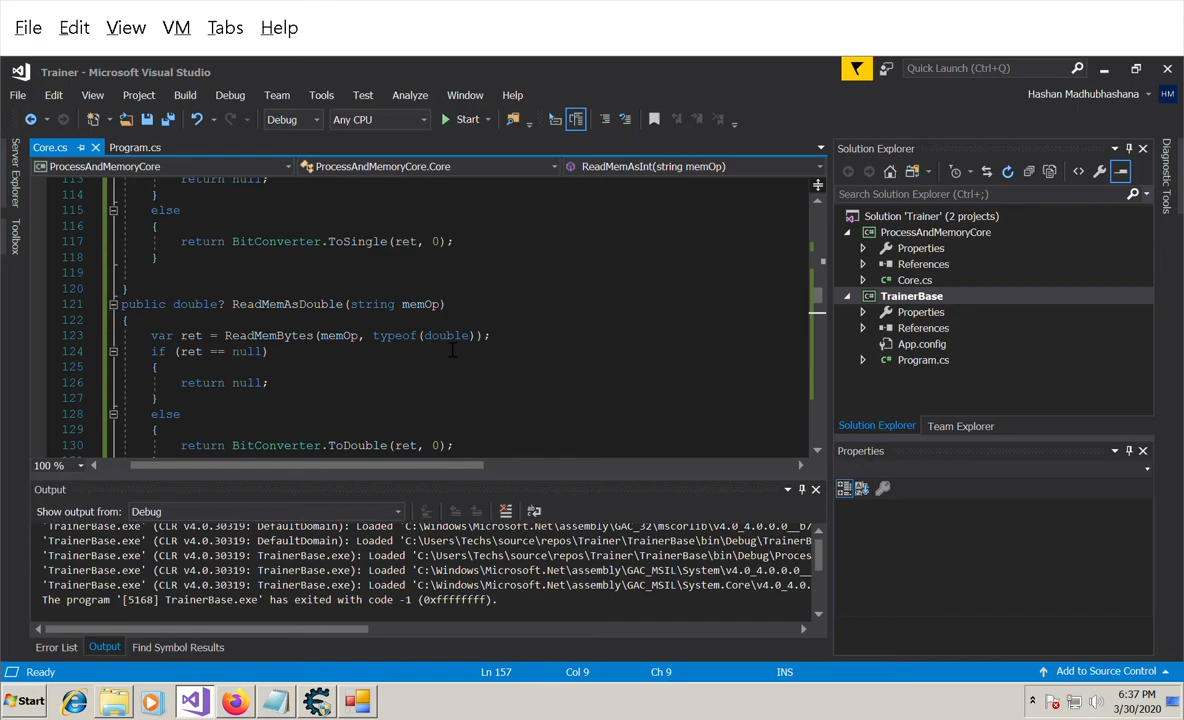 File Edit View VM Tabs Help
Trainer - Microsoft Visual Studio
Quick Launch (Ctrl+Q)
File Edit View Project Build Debug Team Tools Test Analyze Window Help
Hashan Madhubhashana HM
Debug Any CPU Start
Server Explorer
Toolbox
Core.cs Program.cs
ProcessAndMemoryCore ProcessAndMemoryCore.Core ReadMemAsInt(string memOp)
113 return null;
114 }
115 else
116 {
117 return BitConverter.ToSingle(ret, 0);
118 }
119
120 }
121 public double? ReadMemAsDouble(string memOp)
122 {
123 var ret = ReadMemBytes(memOp, typeof(double));
124 if (ret == null)
125 {
126 return null;
127 }
128 else
129 {
130 return BitConverter.ToDouble(ret, 0);
100 %
Output
Show output from: Debug
'TrainerBase.exe' (CLR v4.0.30319: DefaultDomain): Loaded 'C:\Windows\Microsoft.Net\assembly\GAC_32\mscorlib\v4.0_4.0.0.0__b7
'TrainerBase.exe' (CLR v4.0.30319: DefaultDomain): Loaded 'C:\Users\Techs\source\repos\Trainer\TrainerBase\bin\Debug\TrainerB
'TrainerBase.exe' (CLR v4.0.30319: TrainerBase.exe): Loaded 'C:\Users\Techs\source\repos\Trainer\TrainerBase\bin\Debug\Proces
'TrainerBase.exe' (CLR v4.0.30319: TrainerBase.exe): Loaded 'C:\Windows\Microsoft.Net\assembly\GAC_MSIL\System\v4.0_4.0.0.0__
'TrainerBase.exe' (CLR v4.0.30319: TrainerBase.exe): Loaded 'C:\Windows\Microsoft.Net\assembly\GAC_MSIL\System.Core\v4.0_4.0.
The program '[5168] TrainerBase.exe' has exited with code -1 (0xffffffff).
Error List Output Find Symbol Results
Solution Explorer
Search Solution Explorer (Ctrl+;)
Solution 'Trainer' (2 projects)
ProcessAndMemoryCore
Properties
References
Core.cs
TrainerBase
Properties
References
App.config
Program.cs
Solution Explorer Team Explorer
Properties
Diagnostic Tools
Ready Ln 157 Col 9 Ch 9 INS Add to Source Control
Start
6:37 PM
3/30/2020